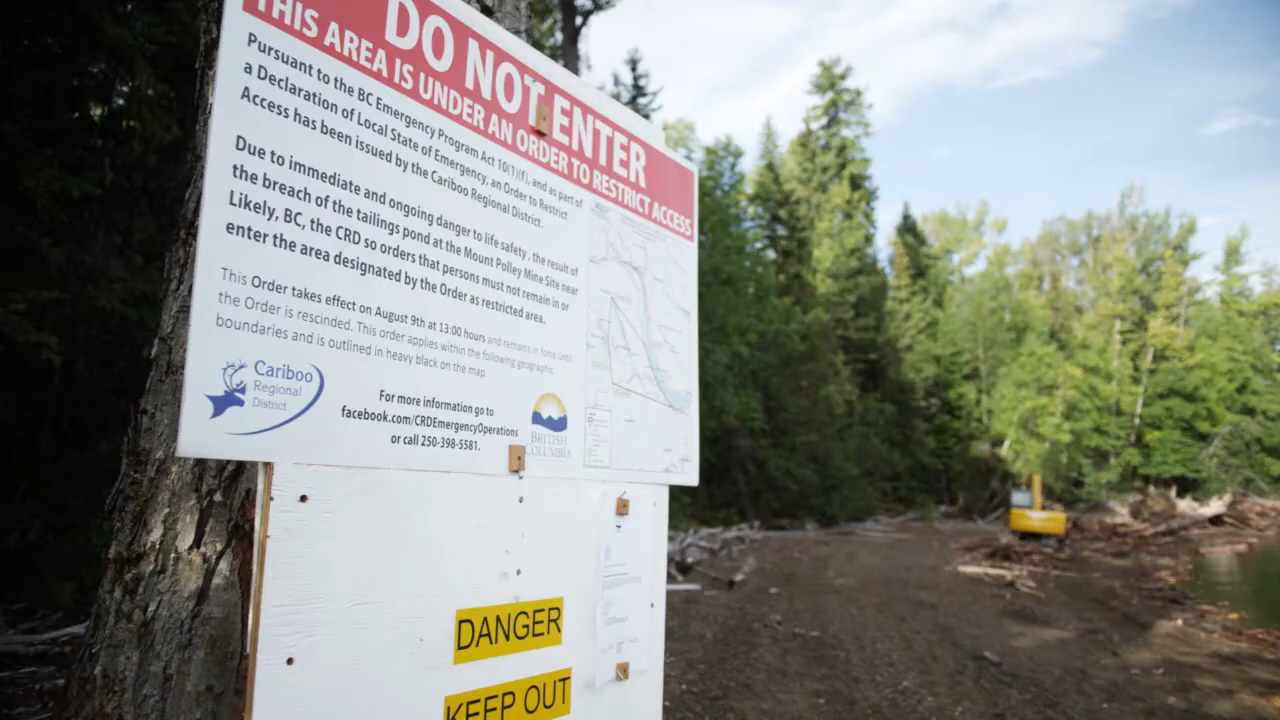 DO NOT ENTER
THIS AREA IS UNDER AN ORDER TO RESTRICT ACCESS
Pursuant to the BC Emergency Program Act 10(1)(f), and as part of
a Declaration of Local State of Emergency, an Order to Restrict
Access has been issued by the Cariboo Regional District.
Due to immediate and ongoing danger to life safety, the result of
the breach of the tailings pond at the Mount Polley Mine Site near
Likely, BC, the CRD so orders that persons must not remain in or
enter the area designated by the Order as restricted area.
This Order takes effect on August 9th at 13:00 hours and remains in force until
the Order is rescinded. This order applies within the following geographic
boundaries and is outlined in heavy black on the map.
Cariboo
Regional
District
For more information go to
facebook.com/CRDEmergencyOperations
or call 250-398-5581.
BRITISH
COLUMBIA
DANGER
KEEP OUT